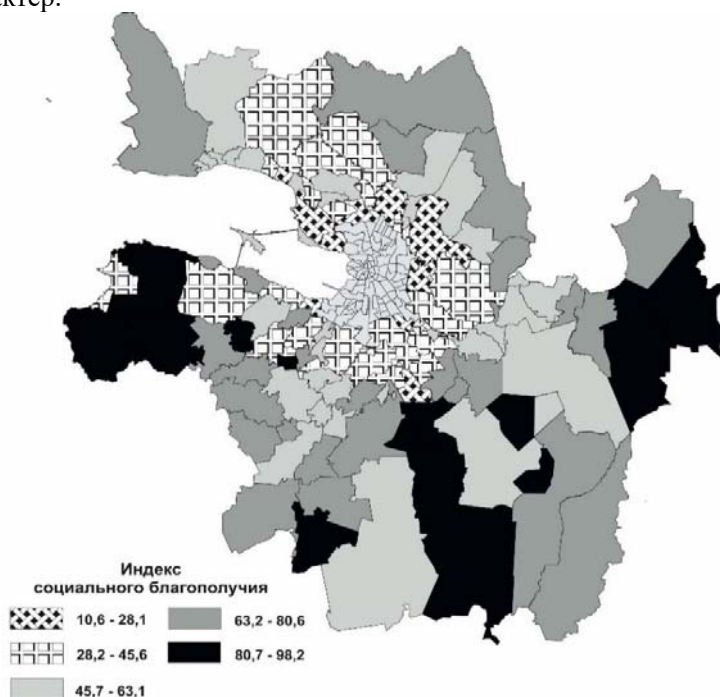 ктер.
Индекс
социального благополучия
10,6 - 28,1
63,2 - 80,6
28,2 - 45,6
80,7 - 98,2
45,7 - 63,1